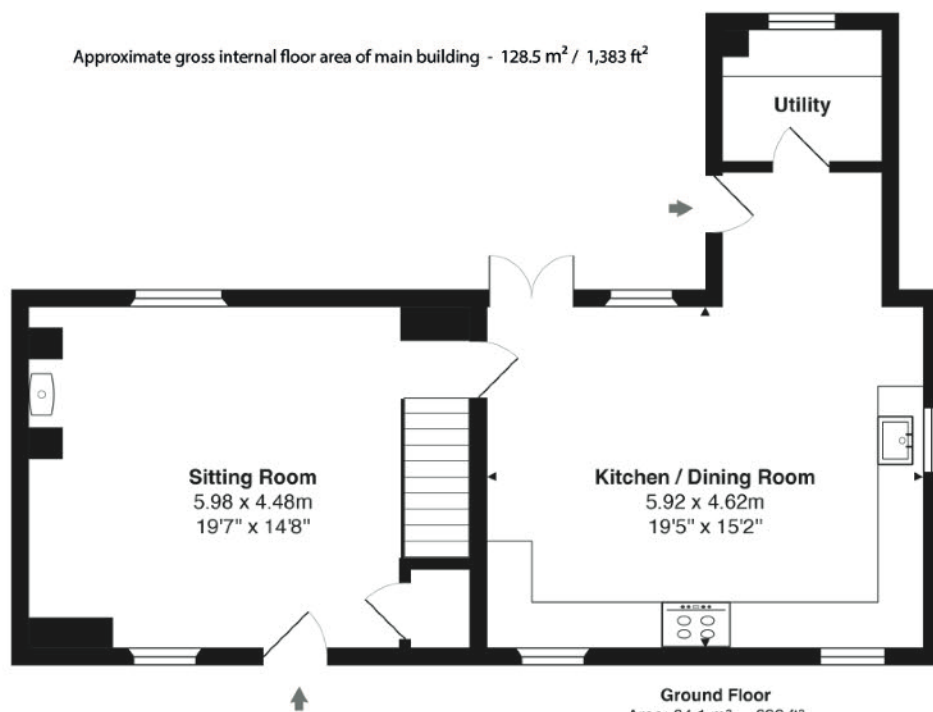 Approximate gross internal floor area of main building - 128.5 m² / 1,383 ft²
Utility
Sitting Room
5.98 x 4.48m
19'7" x 14'8"
Kitchen / Dining Room
5.92 x 4.62m
19'5" x 15'2"
Ground Floor